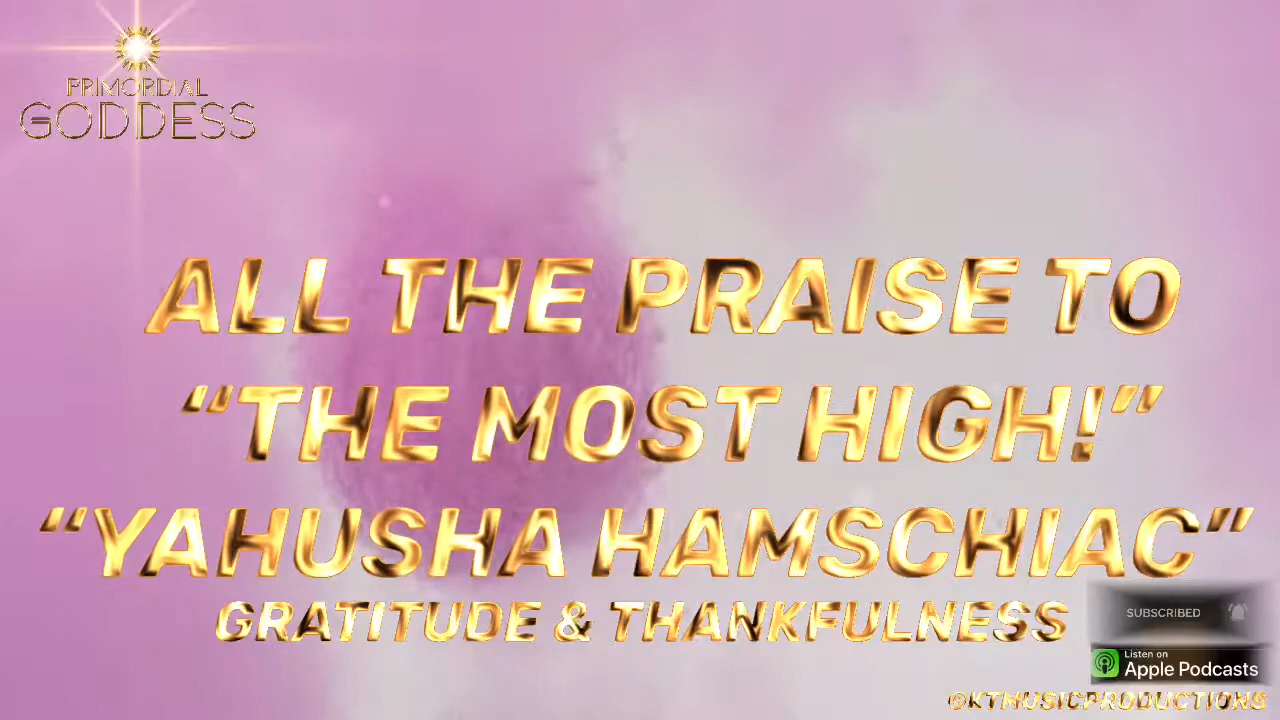 PRIMORDIAL
GODDESS
ALL THE PRAISE TO
“THE MOST HIGH!”
“YAHUSHA HAMSCHIAC”
GRATITUDE & THANKFULNESS
SUBSCRIBED
Listen on
Apple Podcasts
@KTMUSICPRODUCTIONS